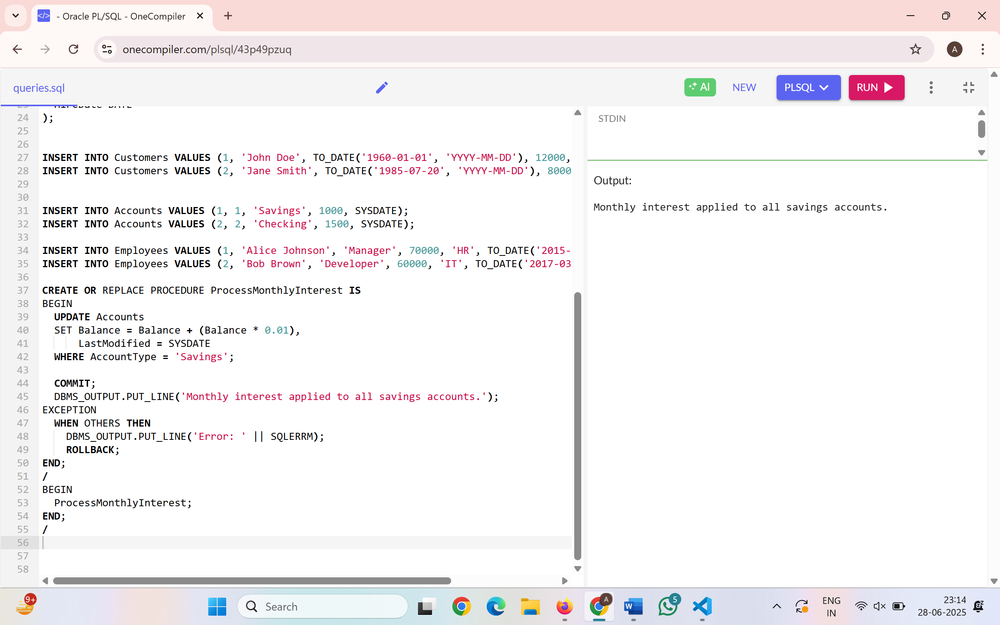 - Oracle PL/SQL - OneCompiler
onecompiler.com/plsql/43p49pzuq
A
queries.sql
AI
NEW
PLSQL
RUN
24 );
25
26
27 INSERT INTO Customers VALUES (1, 'John Doe', TO_DATE('1960-01-01', 'YYYY-MM-DD'), 12000,
28 INSERT INTO Customers VALUES (2, 'Jane Smith', TO_DATE('1985-07-20', 'YYYY-MM-DD'), 8000
29
30
31 INSERT INTO Accounts VALUES (1, 1, 'Savings', 1000, SYSDATE);
32 INSERT INTO Accounts VALUES (2, 2, 'Checking', 1500, SYSDATE);
33
34 INSERT INTO Employees VALUES (1, 'Alice Johnson', 'Manager', 70000, 'HR', TO_DATE('2015-
35 INSERT INTO Employees VALUES (2, 'Bob Brown', 'Developer', 60000, 'IT', TO_DATE('2017-03
36
37 CREATE OR REPLACE PROCEDURE ProcessMonthlyInterest IS
38 BEGIN
39   UPDATE Accounts
40   SET Balance = Balance + (Balance * 0.01),
41       LastModified = SYSDATE
42   WHERE AccountType = 'Savings';
43
44   COMMIT;
45   DBMS_OUTPUT.PUT_LINE('Monthly interest applied to all savings accounts.');
46 EXCEPTION
47   WHEN OTHERS THEN
48     DBMS_OUTPUT.PUT_LINE('Error: ' || SQLERRM);
49     ROLLBACK;
50 END;
51 /
52 BEGIN
53   ProcessMonthlyInterest;
54 END;
55 /
56
57
58
STDIN
Output:
Monthly interest applied to all savings accounts.
9+
Search
A
W
5
ENG
IN
23:14
28-06-2025